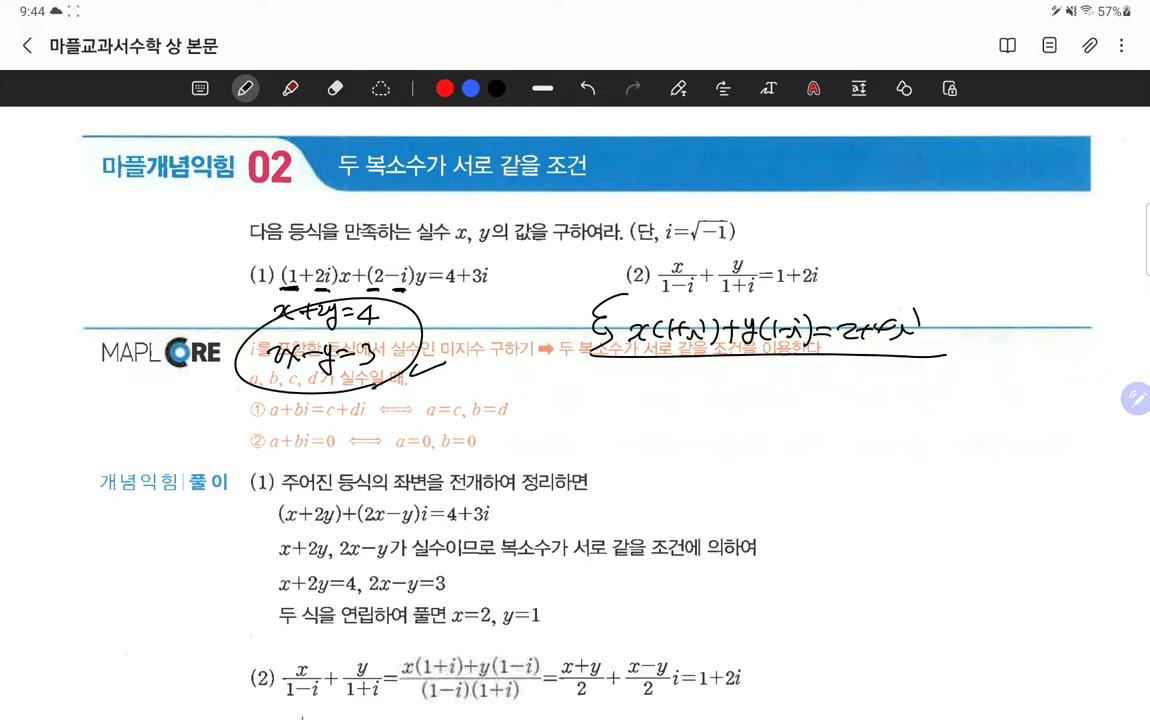 9:44 57%
마플교과서수학 상 본문
마플개념익힘 02 두 복소수가 서로 같을 조건
다음 등식을 만족하는 실수 x, y의 값을 구하여라. (단, i=√−1)
(1) (1+2i)x+(2−i)y=4+3i (2) x/(1−i) + y/(1+i) =1+2i
x+2y=4
x(1+i)+y(1−i)=2+4i
2x−y=3
MAPL CORE i를 포함한 등식에서 실수인 미지수 구하기 ➡ 두 복소수가 서로 같을 조건을 이용한다.
a, b, c, d가 실수일 때,
① a+bi=c+di ⟺ a=c, b=d
② a+bi=0 ⟺ a=0, b=0
개념익힘 | 풀이 (1) 주어진 등식의 좌변을 전개하여 정리하면
(x+2y)+(2x−y)i=4+3i
x+2y, 2x−y가 실수이므로 복소수가 서로 같을 조건에 의하여
x+2y=4, 2x−y=3
두 식을 연립하여 풀면 x=2, y=1
(2) x/(1−i) + y/(1+i) = (x(1+i)+y(1−i))/((1−i)(1+i)) = (x+y)/2 + (x−y)/2 i=1+2i